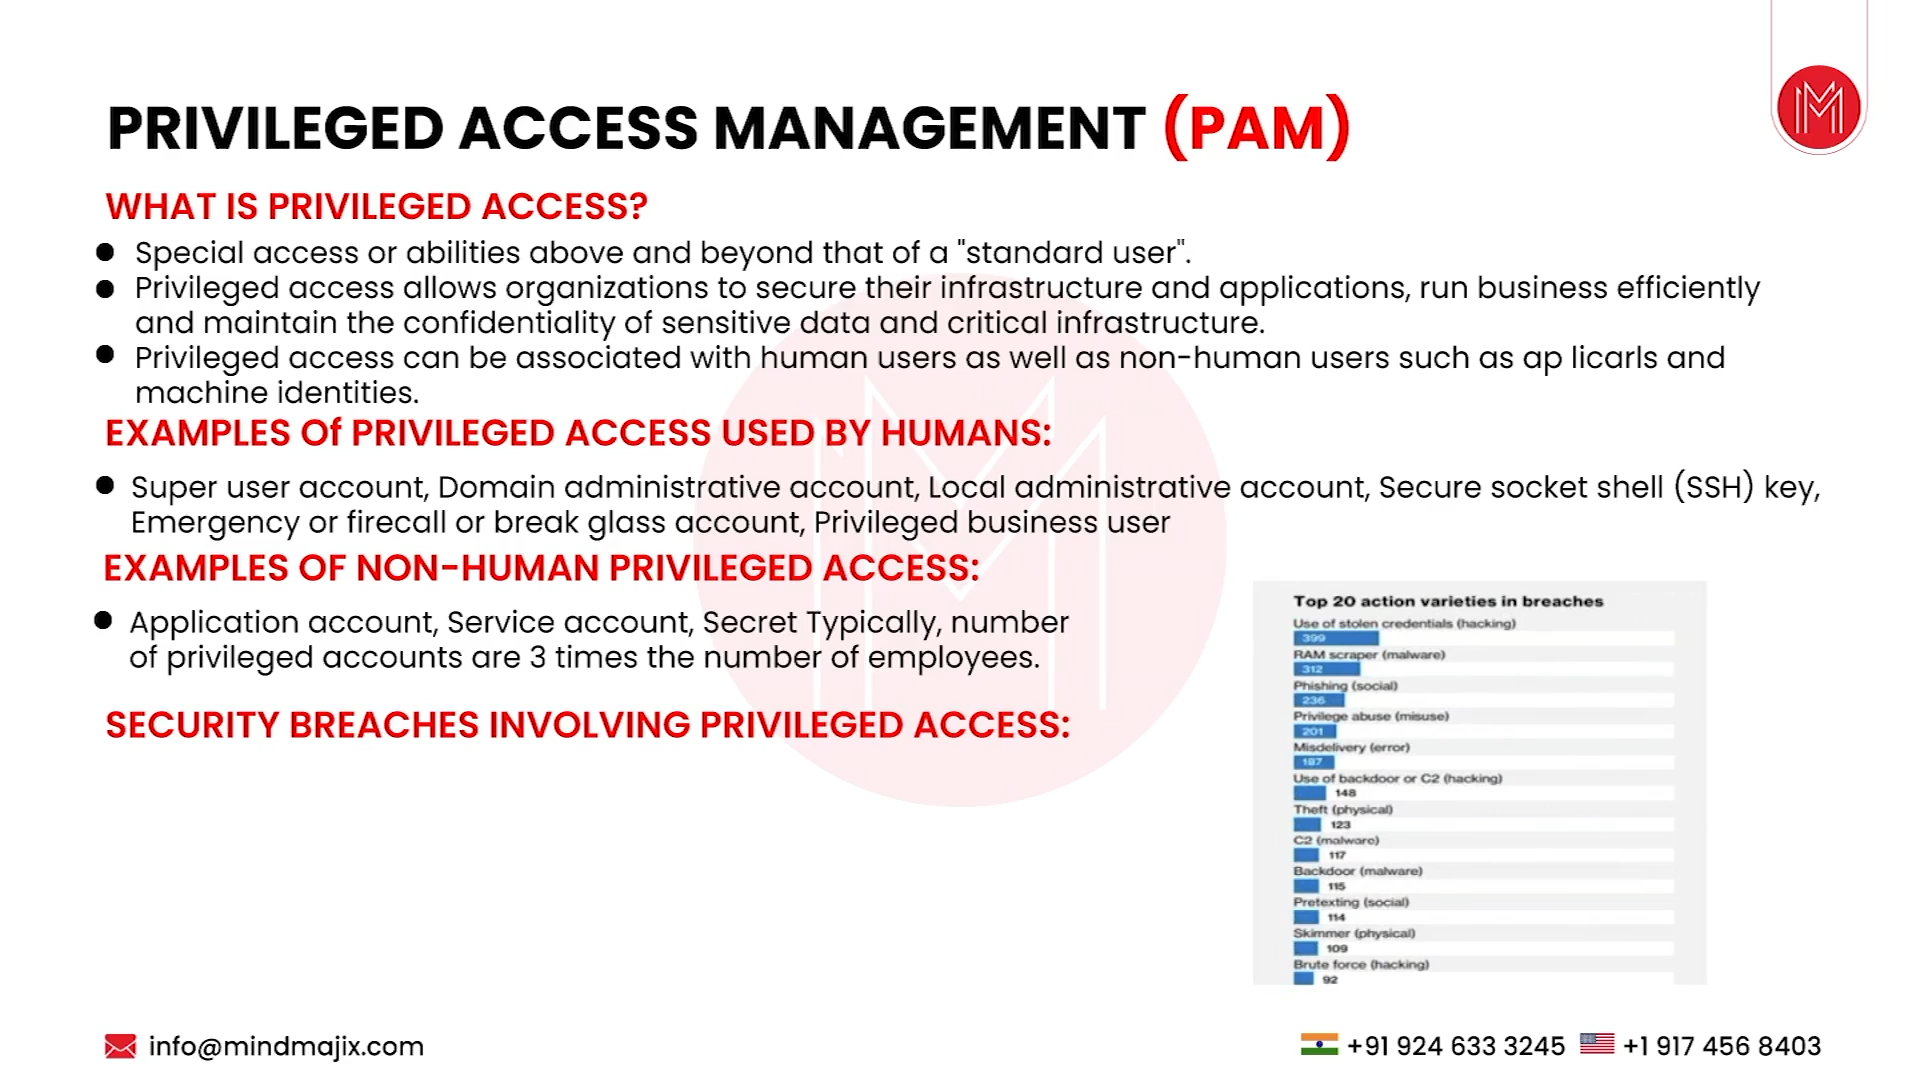 PRIVILEGED ACCESS MANAGEMENT (PAM)
WHAT IS PRIVILEGED ACCESS?
● Special access or abilities above and beyond that of a "standard user".
● Privileged access allows organizations to secure their infrastructure and applications, run business efficiently
and maintain the confidentiality of sensitive data and critical infrastructure.
● Privileged access can be associated with human users as well as non-human users such as ap licarls and
machine identities.
EXAMPLES Of PRIVILEGED ACCESS USED BY HUMANS:
● Super user account, Domain administrative account, Local administrative account, Secure socket shell (SSH) key,
Emergency or firecall or break glass account, Privileged business user
EXAMPLES OF NON-HUMAN PRIVILEGED ACCESS:
● Application account, Service account, Secret Typically, number
of privileged accounts are 3 times the number of employees.
SECURITY BREACHES INVOLVING PRIVILEGED ACCESS:
Top 20 action varieties in breaches
Use of stolen credentials (hacking)
399
RAM scraper (malware)
312
Phishing (social)
236
Privilege abuse (misuse)
201
Misdelivery (error)
187
Use of backdoor or C2 (hacking)
148
Theft (physical)
123
C2 (malware)
117
Backdoor (malware)
115
Pretexting (social)
114
Skimmer (physical)
109
Brute force (hacking)
92
info@mindmajix.com
+91 924 633 3245
+1 917 456 8403